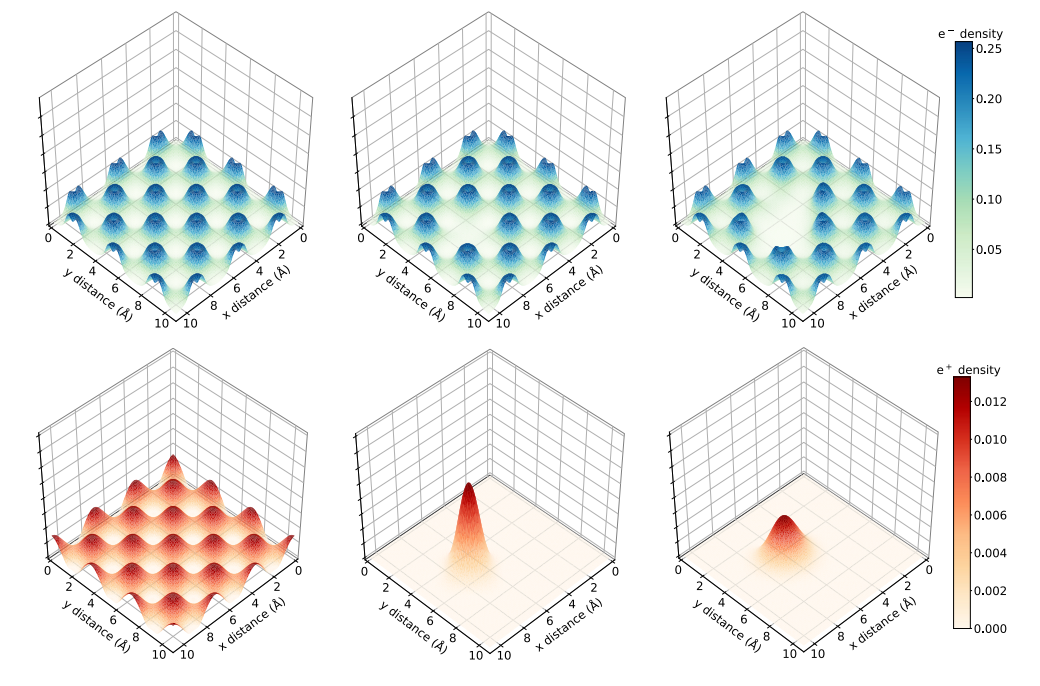 e⁻ density
0.25
0.20
0.15
0.10
0.05
0 2 4 6 8 10
y distance (Å)
10 8 6 4 2 0
x distance (Å)
0 2 4 6 8 10
y distance (Å)
10 8 6 4 2 0
x distance (Å)
0 2 4 6 8 10
y distance (Å)
10 8 6 4 2 0
x distance (Å)
e⁺ density
0.012
0.010
0.008
0.006
0.004
0.002
0.000
0 2 4 6 8 10
y distance (Å)
10 8 6 4 2 0
x distance (Å)
0 2 4 6 8 10
y distance (Å)
10 8 6 4 2 0
x distance (Å)
0 2 4 6 8 10
y distance (Å)
10 8 6 4 2 0
x distance (Å)